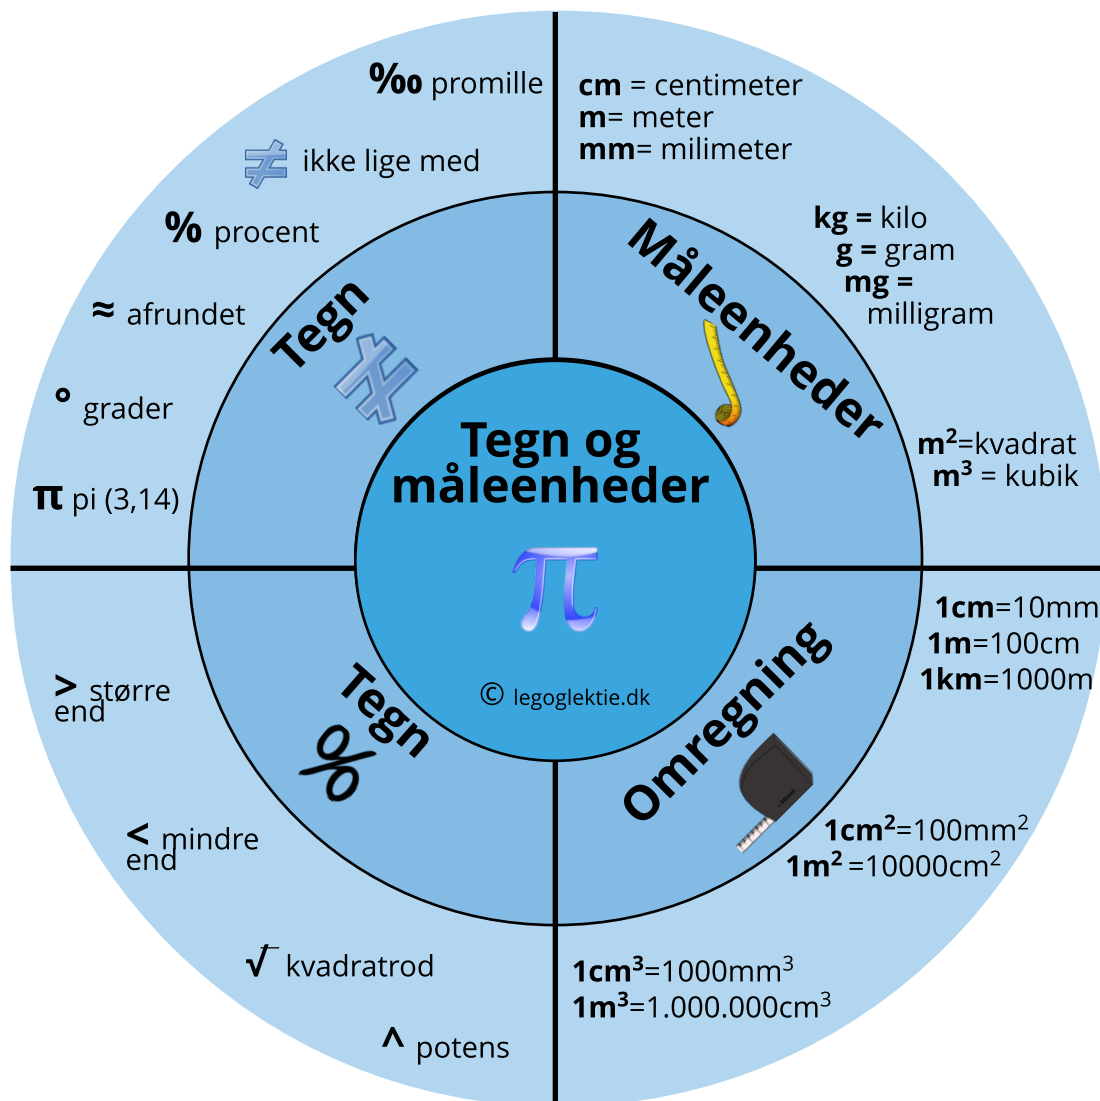 Tegn og
måleenheder
π
© legoglektie.dk
Tegn
‰ promille
≠ ikke lige med
% procent
≈ afrundet
° grader
π pi (3,14)
Måleenheder
cm = centimeter
m= meter
mm= milimeter
kg = kilo
g = gram
mg =
milligram
m²=kvadrat
m³ = kubik
Omregning
1cm=10mm
1m=100cm
1km=1000m
1cm²=100mm²
1m² =10000cm²
1cm³=1000mm³
1m³=1.000.000cm³
Tegn
%
> større
end
< mindre
end
√ kvadratrod
^ potens